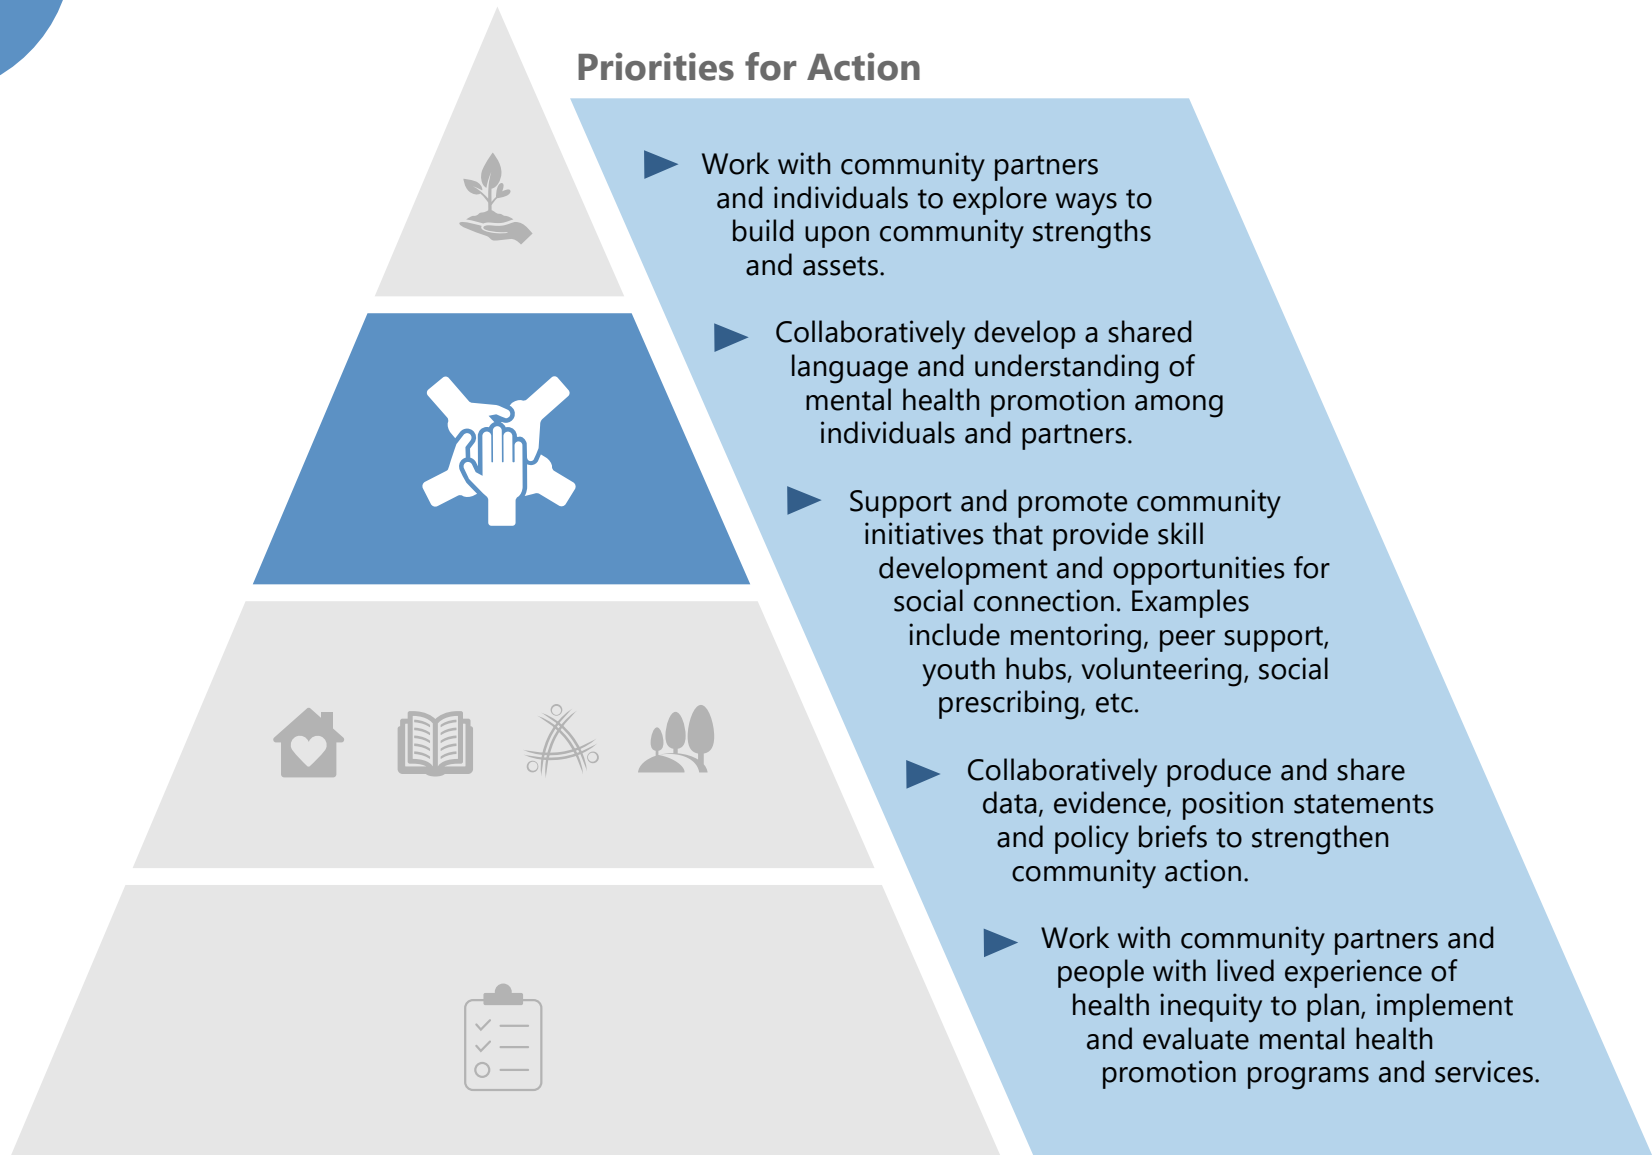 Priorities for Action
Work with community partners
and individuals to explore ways to
build upon community strengths
and assets.
Collaboratively develop a shared
language and understanding of
mental health promotion among
individuals and partners.
Support and promote community
initiatives that provide skill
development and opportunities for
social connection. Examples
include mentoring, peer support,
youth hubs, volunteering, social
prescribing, etc.
Collaboratively produce and share
data, evidence, position statements
and policy briefs to strengthen
community action.
Work with community partners and
people with lived experience of
health inequity to plan, implement
and evaluate mental health
promotion programs and services.